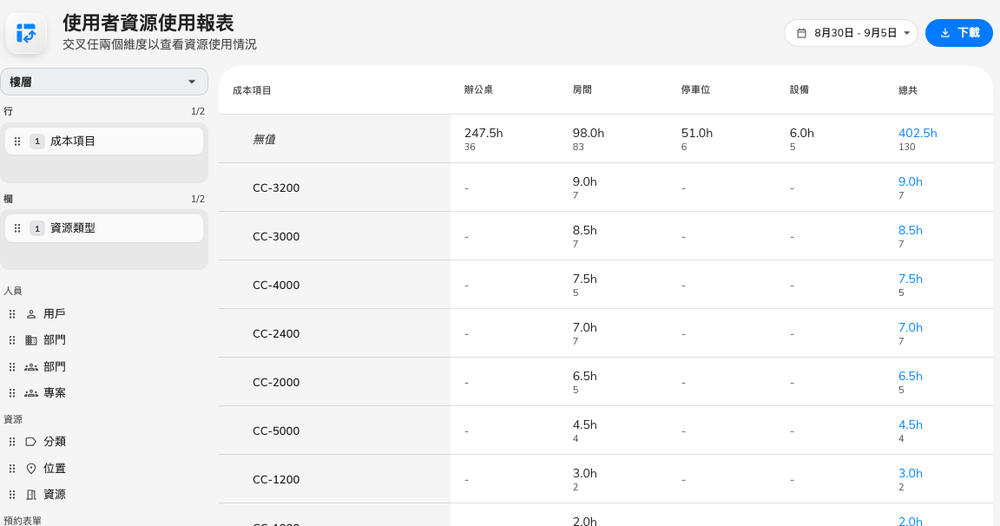 使用者資源使用報表
交叉任兩個維度以查看資源使用情況
8月30日 - 9月5日
下載
樓層
行 1/2
1 成本項目
欄 1/2
1 資源類型
人員
用戶
部門
部門
專案
資源
分類
位置
資源
預約表單
成本項目 辦公桌 房間 停車位 設備 總共
無值 247.5h 98.0h 51.0h 6.0h 402.5h
36 83 6 5 130
CC-3200 - 9.0h - - 9.0h
7 7
CC-3000 - 8.5h - - 8.5h
7 7
CC-4000 - 7.5h - - 7.5h
5 5
CC-2400 - 7.0h - - 7.0h
7 7
CC-2000 - 6.5h - - 6.5h
5 5
CC-5000 - 4.5h - - 4.5h
4 4
CC-1200 - 3.0h - - 3.0h
2 2
2.0h 2.0h